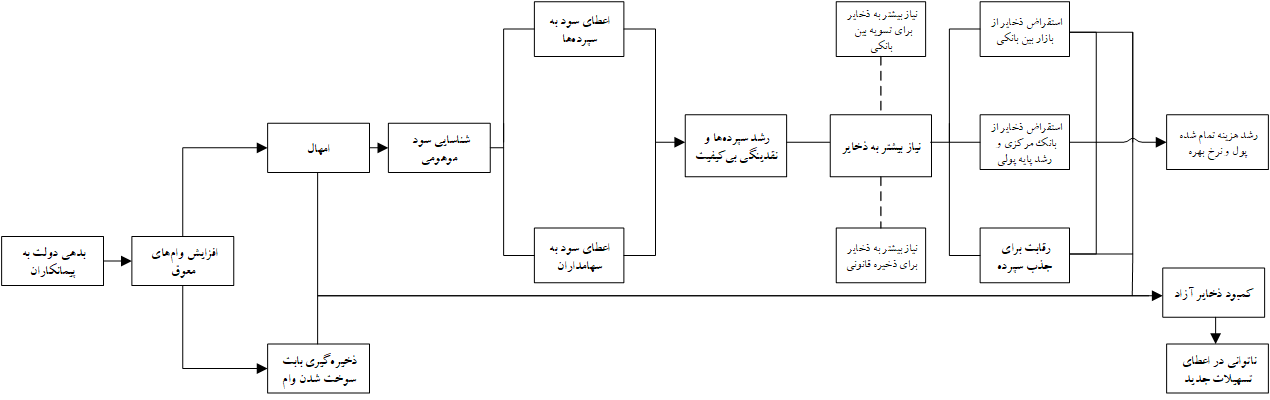 بدهی دولت به
پیمانکاران
افزایش وام‌های
معوق
امهال
ذخیره‌گیری بابت
سوخت شدن وام
شناسایی سود
موهومی
اعطای سود به
سپرده‌ها
اعطای سود به
سهامداران
رشد سپرده‌ها و
نقدینگی بی‌کیفیت
نیاز بیشتر به ذخایر
برای تسویه بین
بانکی
نیاز بیشتر به ذخایر
نیاز بیشتر به ذخایر
برای ذخیره قانونی
استقراض ذخایر از
بازار بین بانکی
استقراض ذخایر از
بانک مرکزی و
رشد پایه پولی
رقابت برای
جذب سپرده
رشد هزینه تمام شده
پول و نرخ بهره
کمبود ذخایر آزاد
ناتوانی در اعطای
تسهیلات جدید